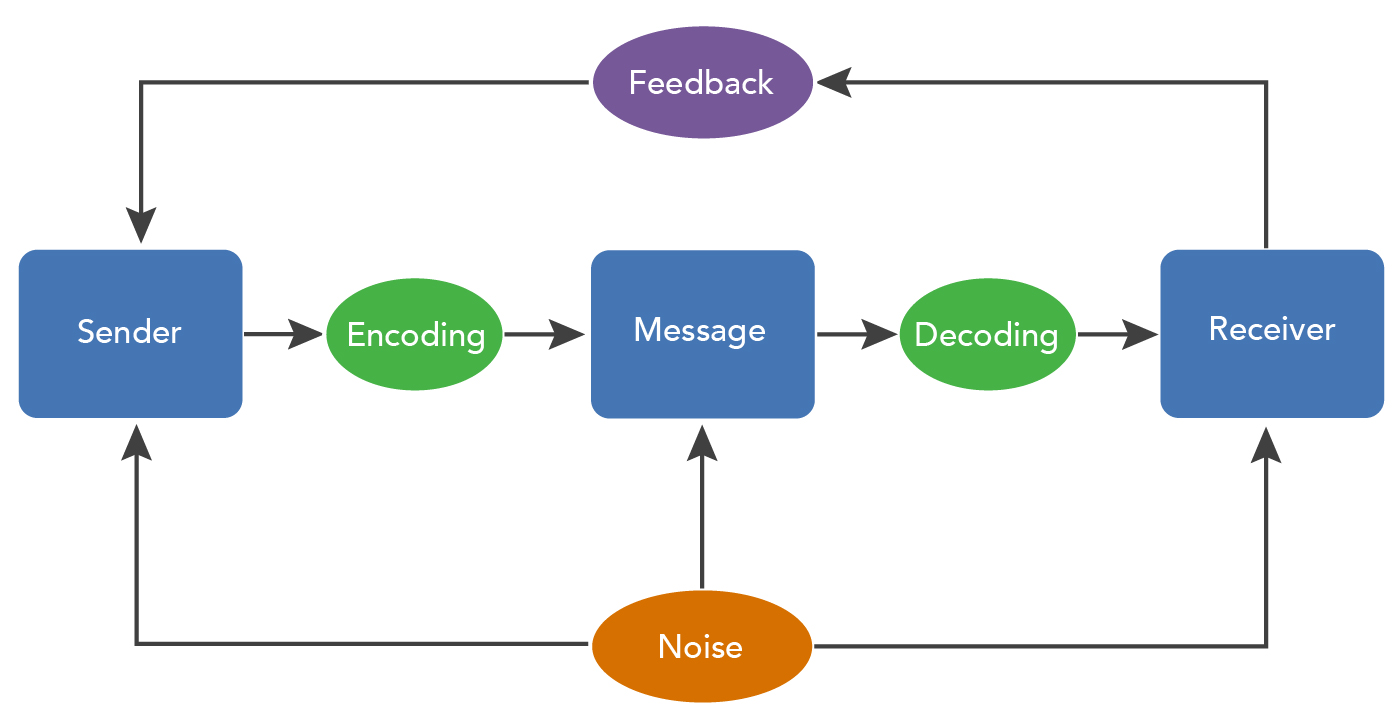 Feedback
Sender
Encoding
Message
Decoding
Receiver
Noise